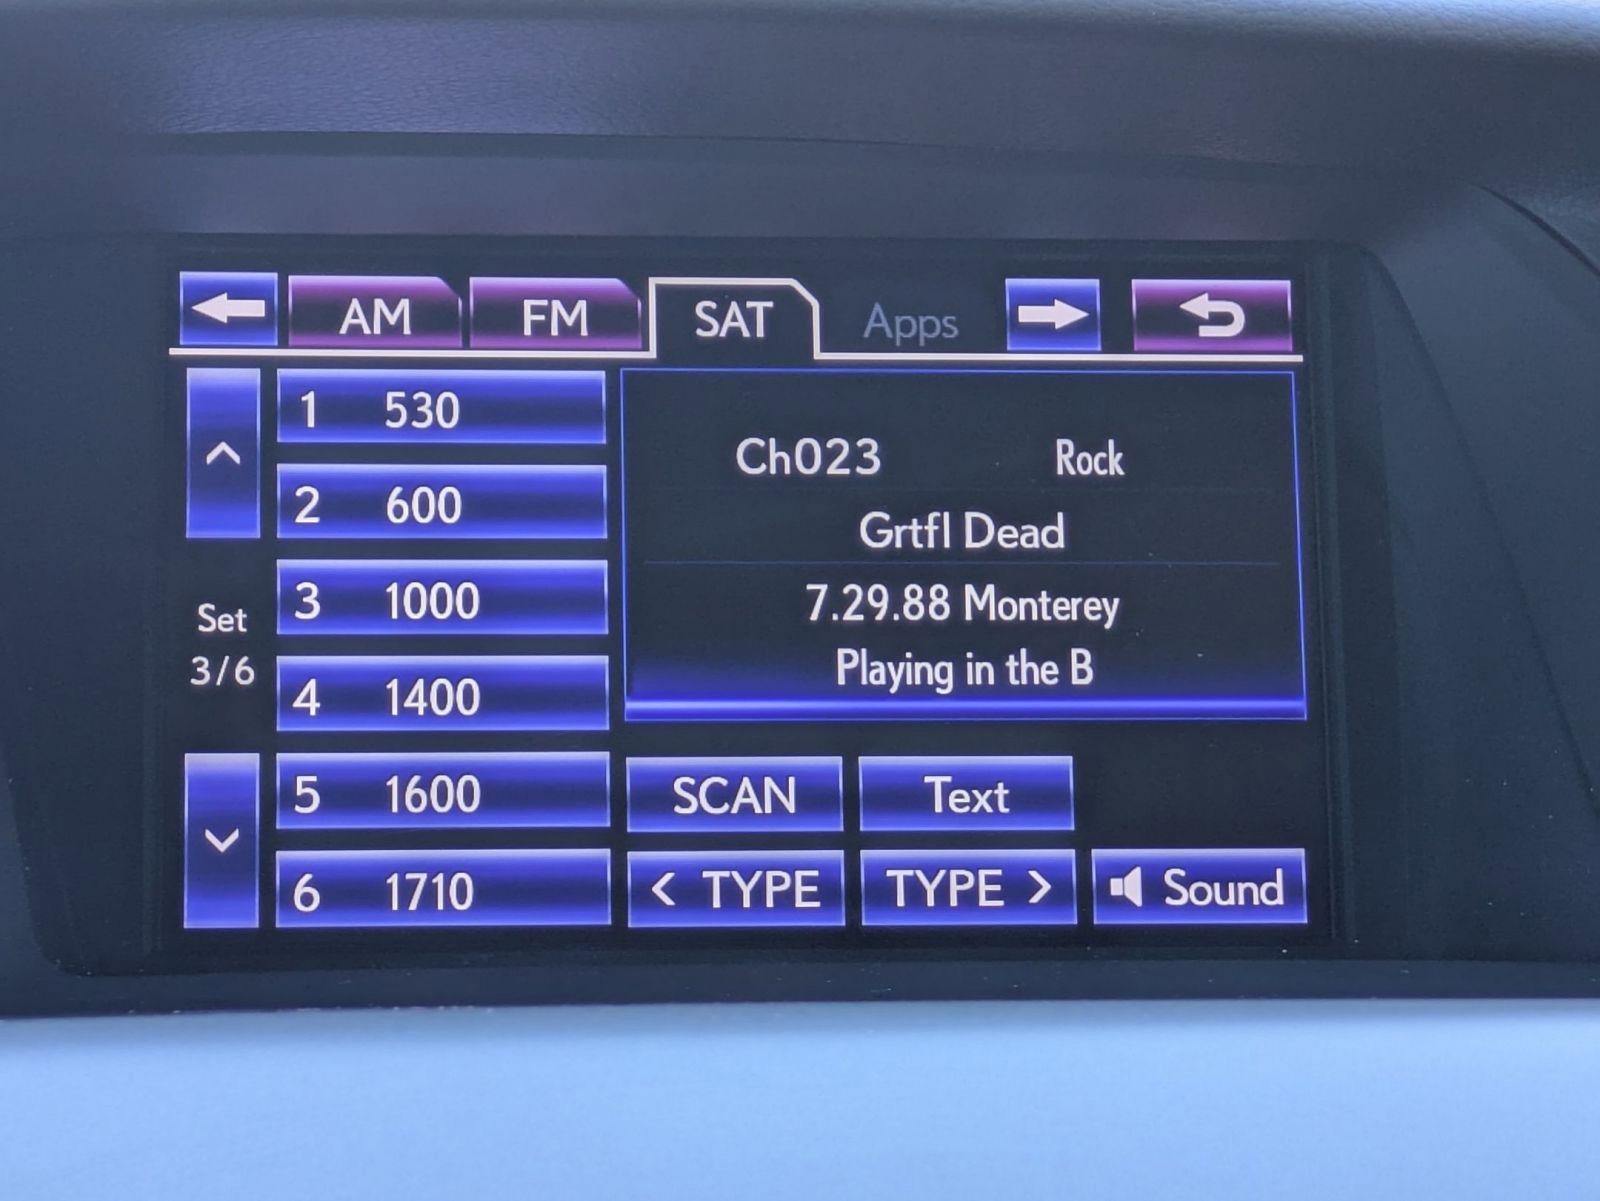 AM FM SAT Apps
1 530
2 600
3 1000
4 1400
5 1600
6 1710
Set
3/6
Ch023 Rock
Grtfl Dead
7.29.88 Monterey
Playing in the B
SCAN Text
< TYPE TYPE > Sound